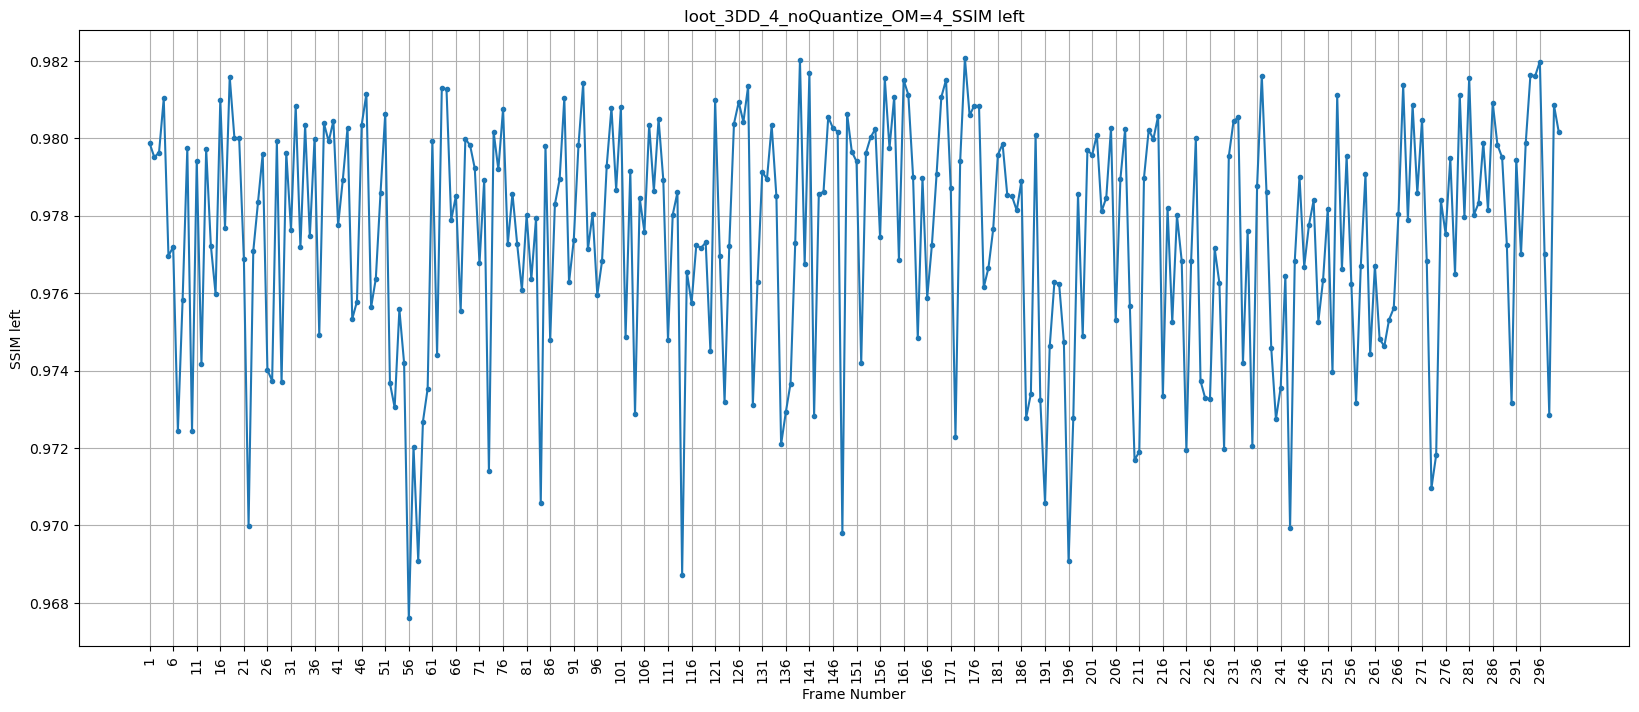 loot_3DD_4_noQuantize_OM=4_SSIM left
SSIM left
0.982
0.980
0.978
0.976
0.974
0.972
0.970
0.968
1 6 11 16 21 26 31 36 41 46 51 56 61 66 71 76 81 86 91 96 101 106 111 116 121 126 131 136 141 146 151 156 161 166 171 176 181 186 191 196 201 206 211 216 221 226 231 236 241 246 251 256 261 266 271 276 281 286 291 296
Frame Number